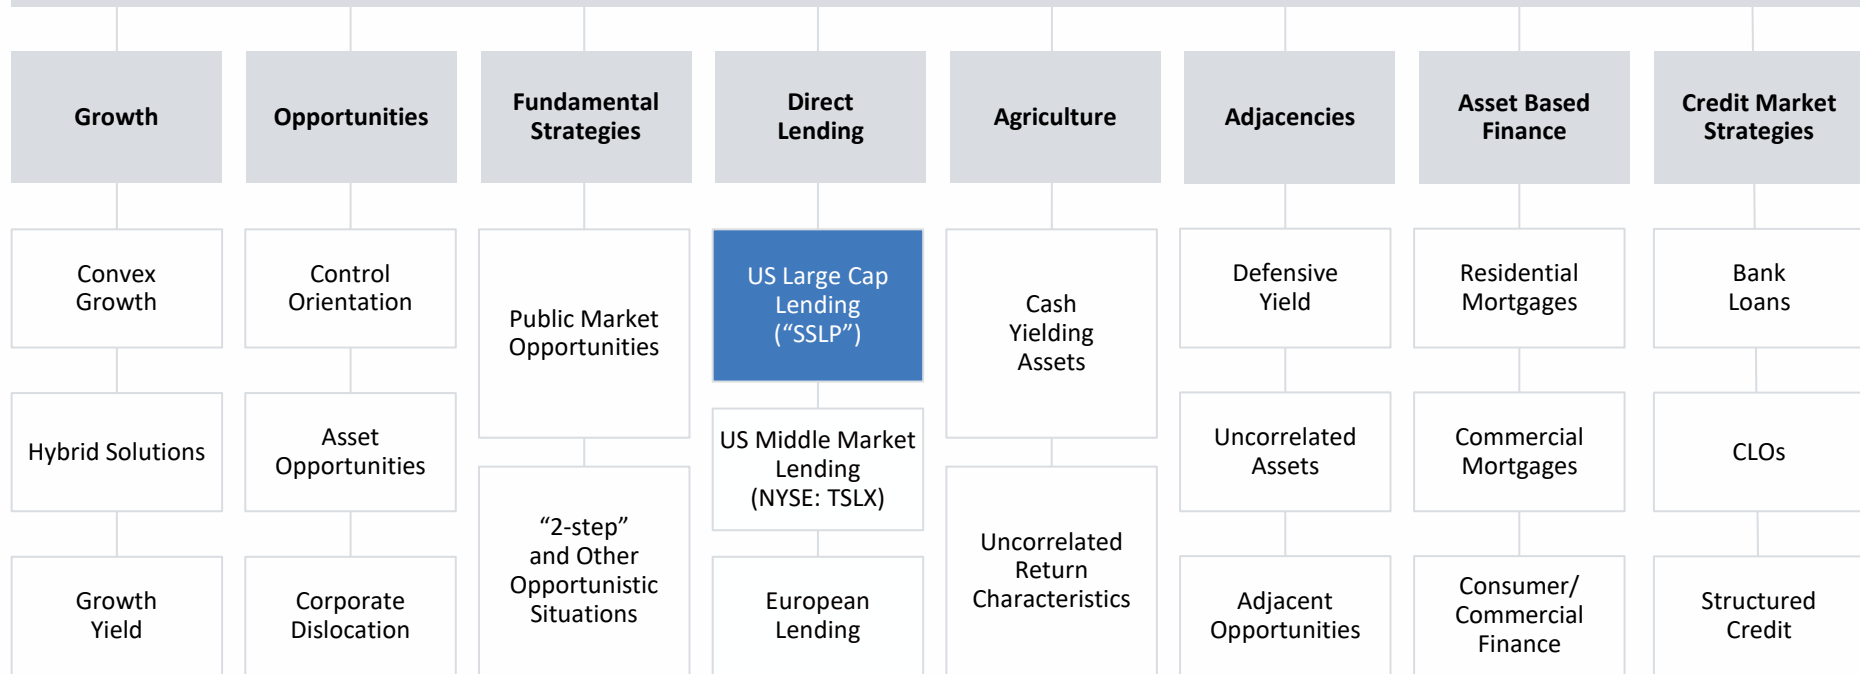 Growth
Opportunities
Fundamental
Strategies
Direct
Lending
Agriculture
Adjacencies
Asset Based
Finance
Credit Market
Strategies
Convex
Growth
Hybrid Solutions
Growth
Yield
Control
Orientation
Asset
Opportunities
Corporate
Dislocation
Public Market
Opportunities
“2-step”
and Other
Opportunistic
Situations
US Large Cap
Lending
(“SSLP”)
US Middle Market
Lending
(NYSE: TSLX)
European
Lending
Cash
Yielding
Assets
Uncorrelated
Return
Characteristics
Defensive
Yield
Uncorrelated
Assets
Adjacent
Opportunities
Residential
Mortgages
Commercial
Mortgages
Consumer/
Commercial
Finance
Bank
Loans
CLOs
Structured
Credit